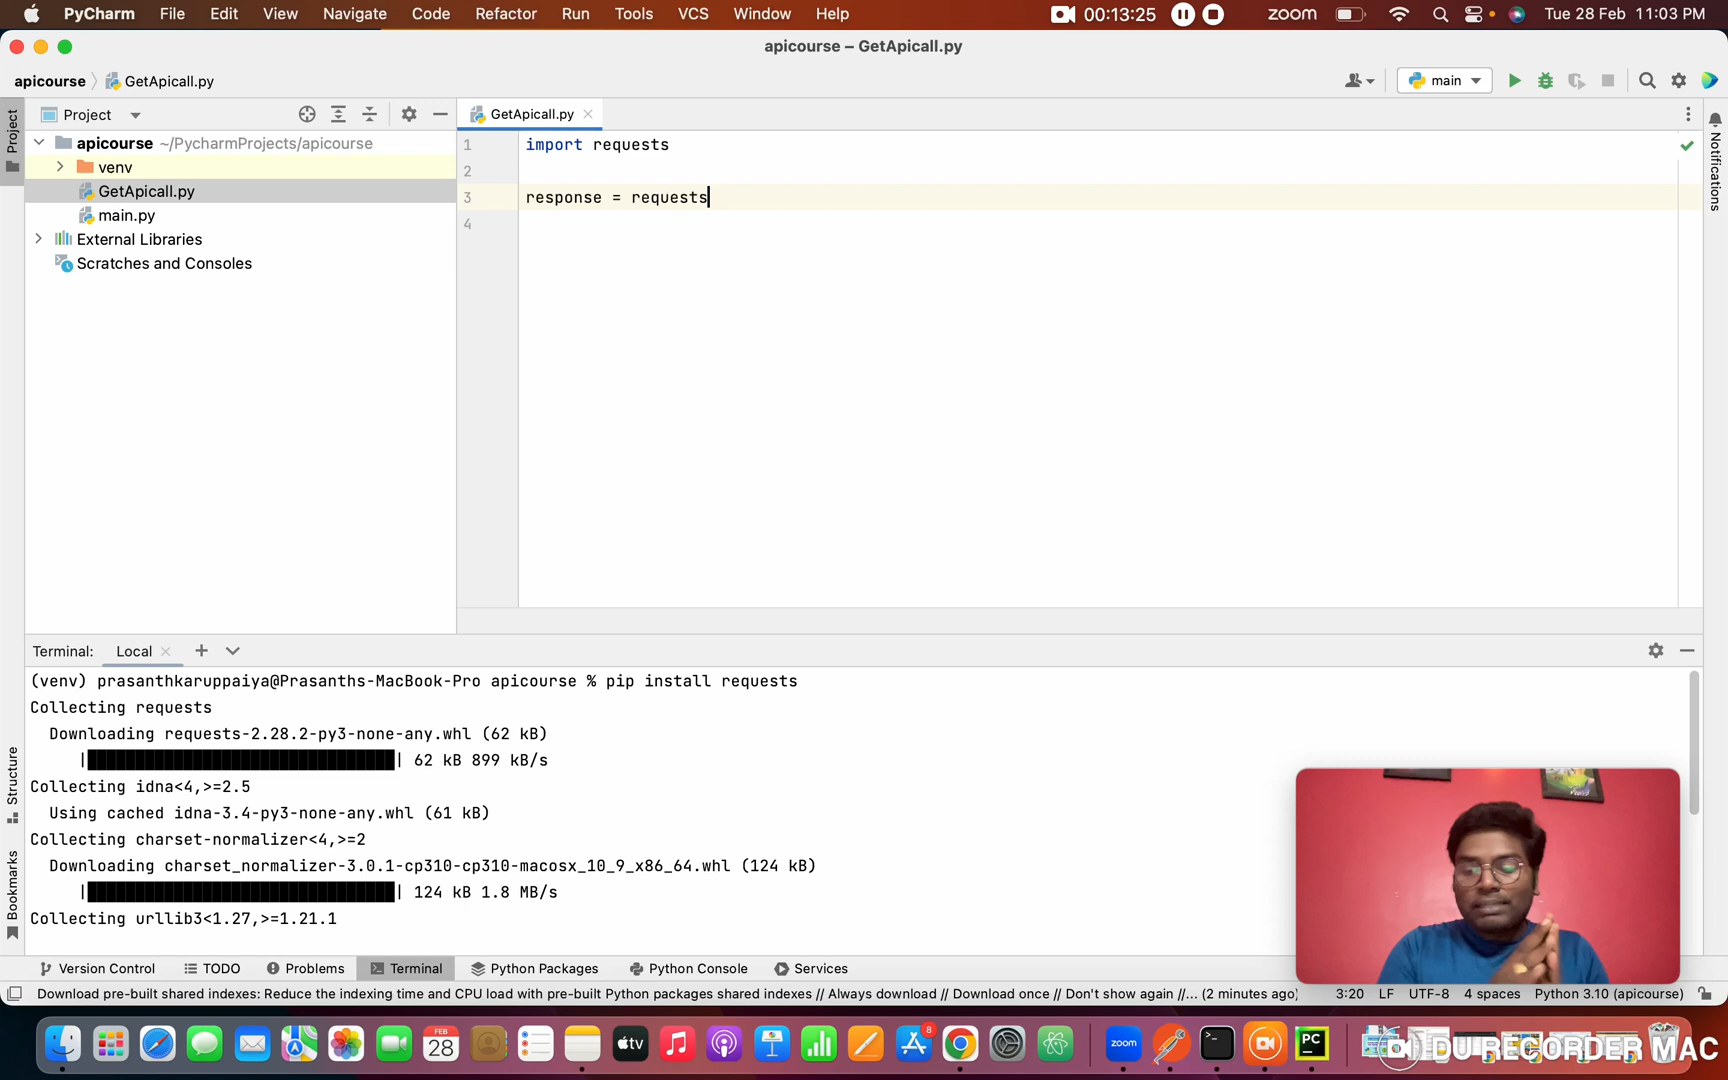 PyCharm File Edit View Navigate Code Refactor Run Tools VCS Window Help 00:13:25 zoom Tue 28 Feb 11:03 PM
apicourse – GetApicall.py
apicourse GetApicall.py main
Project GetApicall.py
Project
Notifications
apicourse ~/PycharmProjects/apicourse
venv
GetApicall.py
main.py
External Libraries
Scratches and Consoles
1 import requests
2
3 response = requests
4
Terminal: Local
(venv) prasanthkaruppaiya@Prasanths-MacBook-Pro apicourse % pip install requests
Collecting requests
Downloading requests-2.28.2-py3-none-any.whl (62 kB)
62 kB 899 kB/s
Collecting idna<4,>=2.5
Using cached idna-3.4-py3-none-any.whl (61 kB)
Collecting charset-normalizer<4,>=2
Downloading charset_normalizer-3.0.1-cp310-cp310-macosx_10_9_x86_64.whl (124 kB)
124 kB 1.8 MB/s
Collecting urllib3<1.27,>=1.21.1
Structure
Bookmarks
Version Control TODO Problems Terminal Python Packages Python Console Services
Download pre-built shared indexes: Reduce the indexing time and CPU load with pre-built Python packages shared indexes // Always download // Download once // Don't show again //... (2 minutes ago) 3:20 LF UTF-8 4 spaces Python 3.10 (apicourse)
FEB
28
tv
8
zoom
PC
DU RECORDER MAC